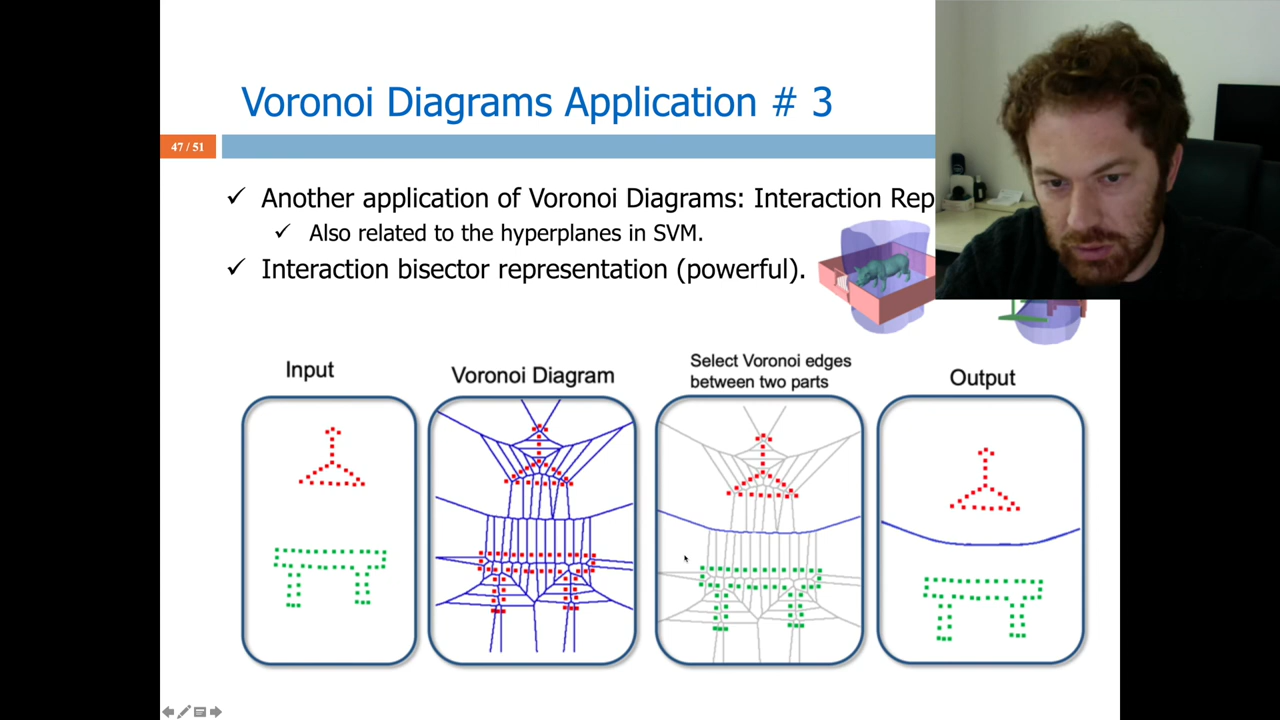 Voronoi Diagrams Application # 3
47 / 51
✓ Another application of Voronoi Diagrams: Interaction Rep
✓ Also related to the hyperplanes in SVM.
✓ Interaction bisector representation (powerful).
Input
Voronoi Diagram
Select Voronoi edges
between two parts
Output